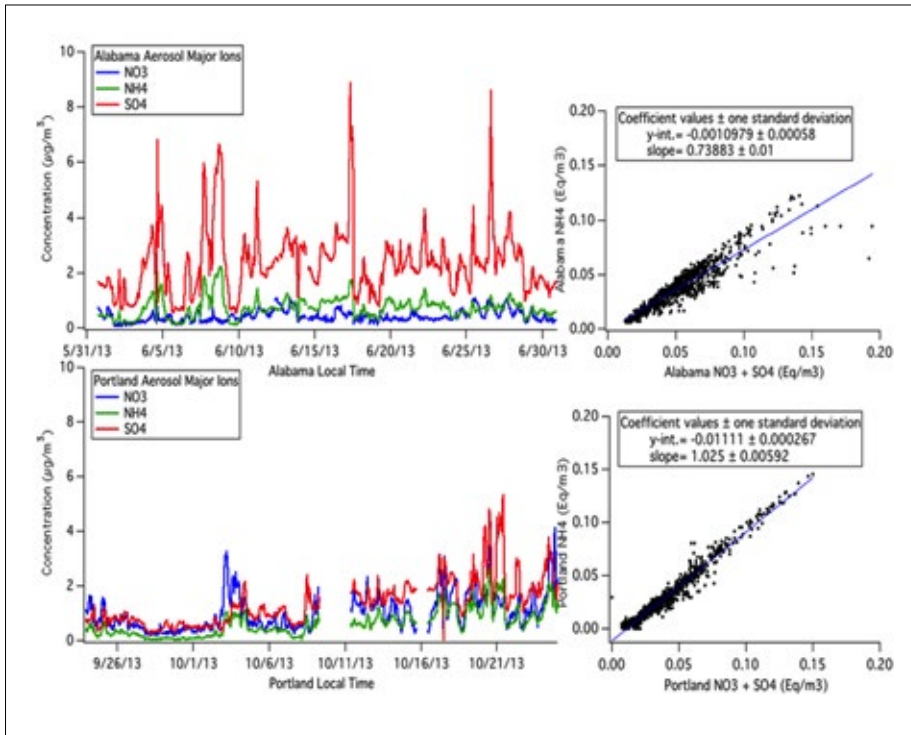 Alabama Aerosol Major Ions
NO3
NH4
SO4
Concentration (µg/m³)
10
8
6
4
2
0
5/31/13 6/5/13 6/10/13 6/15/13 6/20/13 6/25/13 6/30/13
Alabama Local Time
Coefficient values ± one standard deviation
y-int.= -0.0010979 ± 0.00058
slope= 0.73883 ± 0.01
Alabama NH4 (Eq/m3)
0.20
0.15
0.10
0.05
0.00
0.00 0.05 0.10 0.15 0.20
Alabama NO3 + SO4 (Eq/m3)
Portland Aerosol Major Ions
NO3
NH4
SO4
Concentration (µg/m³)
10
8
6
4
2
0
9/26/13 10/1/13 10/6/13 10/11/13 10/16/13 10/21/13
Portland Local Time
Coefficient values ± one standard deviation
y-int.= -0.01111 ± 0.000267
slope= 1.025 ± 0.00592
Portland NH4 (Eq/m3)
0.20
0.15
0.10
0.05
0.00
0.00 0.05 0.10 0.15 0.20
Portland NO3 + SO4 (Eq/m3)